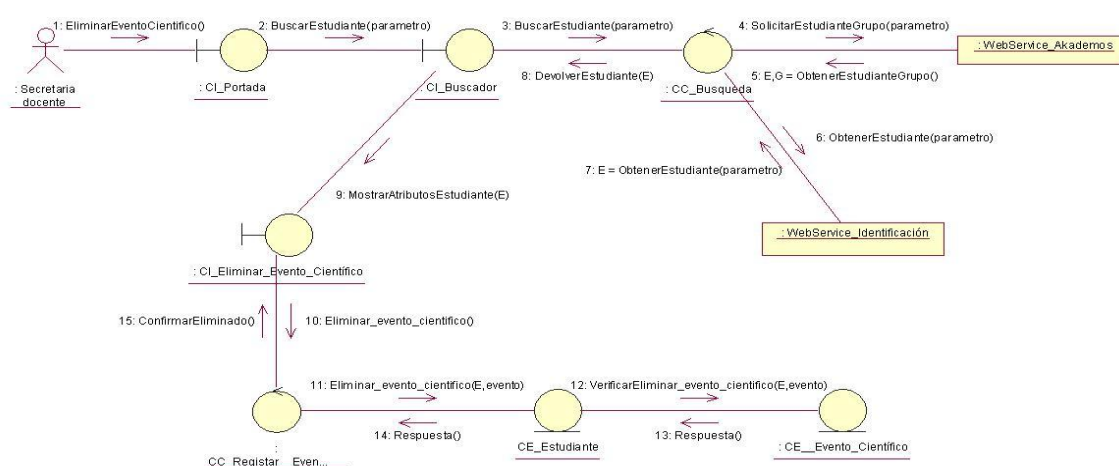 1: EliminarEventoCientifico()
2: BuscarEstudiante(parametro)
3: BuscarEstudiante(parametro)
4: SolicitarEstudianteGrupo(parametro)
: WebService_Akademos
8: DevolverEstudiante(E)
5: E,G = ObtenerEstudianteGrupo()
: Secretaria
docente
: CI_Portada
: CI_Buscador
: CC_Busqueda
6: ObtenerEstudiante(parametro)
7: E = ObtenerEstudiante(parametro)
9: MostrarAtributosEstudiante(E)
: WebService_Identificación
: CI_Eliminar_Evento_Científico
15: ConfirmarEliminado()
10: Eliminar_evento_cientifico()
11: Eliminar_evento_cientifico(E,evento)
12: VerificarEliminar_evento_cientifico(E,evento)
14: Respuesta()
13: Respuesta()
:
CC_Registar__Even...
CE_Estudiante
: CE__Evento_Científico